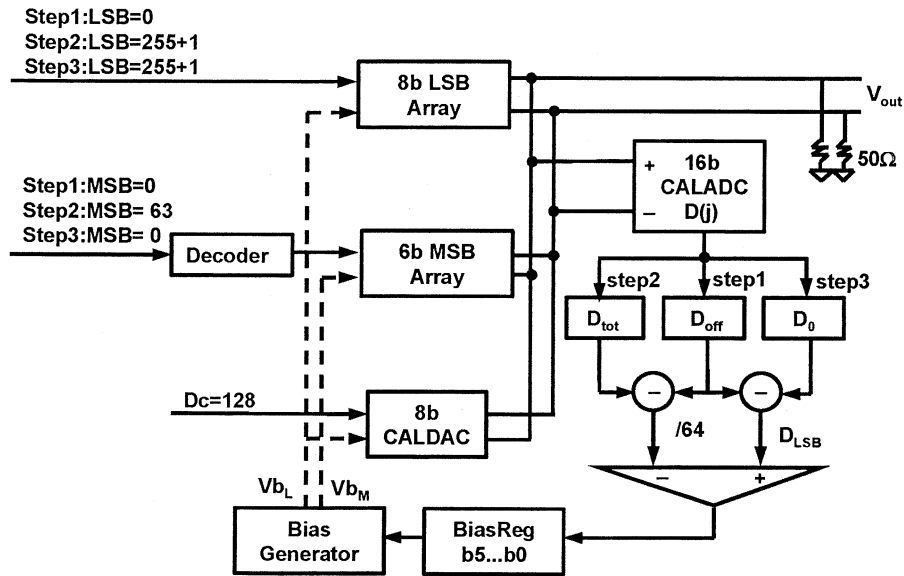 Step1:LSB=0
Step2:LSB=255+1
Step3:LSB=255+1
8b LSB
Array
Vout
50Ω
16b
CALADC
D(j)
+
−
Step1:MSB=0
Step2:MSB= 63
Step3:MSB= 0
Decoder
6b MSB
Array
step2
step1
step3
Dtot
Doff
D0
−
−
Dc=128
8b
CALDAC
/64
DLSB
−
+
VbL
VbM
Bias
Generator
BiasReg
b5...b0